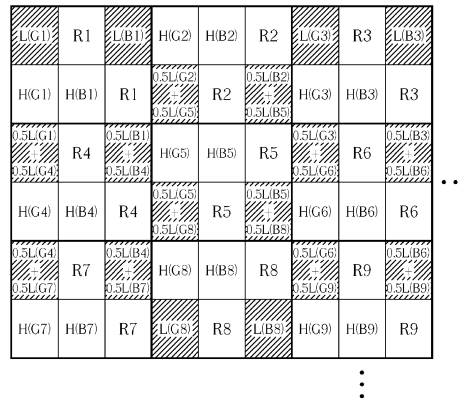 L(G1) R1 L(B1) H(G2) H(B2) R2 L(G3) R3 L(B3)
H(G1) H(B1) R1 0.5L(G2) + 0.5L(G5) R2 0.5L(B2) + 0.5L(B5) H(G3) H(B3) R3
0.5L(G1) + 0.5L(G4) R4 0.5L(B1) + 0.5L(B4) H(G5) H(B5) R5 0.5L(G3) + 0.5L(G6) R6 0.5L(B3) + 0.5L(B6)
H(G4) H(B4) R4 0.5L(G5) + 0.5L(G8) R5 0.5L(B5) + 0.5L(B8) H(G6) H(B6) R6
0.5L(G4) + 0.5L(G7) R7 0.5L(B4) + 0.5L(B7) H(G8) H(B8) R8 0.5L(G6) + 0.5L(G9) R9 0.5L(B6) + 0.5L(B9)
H(G7) H(B7) R7 L(G8) R8 L(B8) H(G9) H(B9) R9